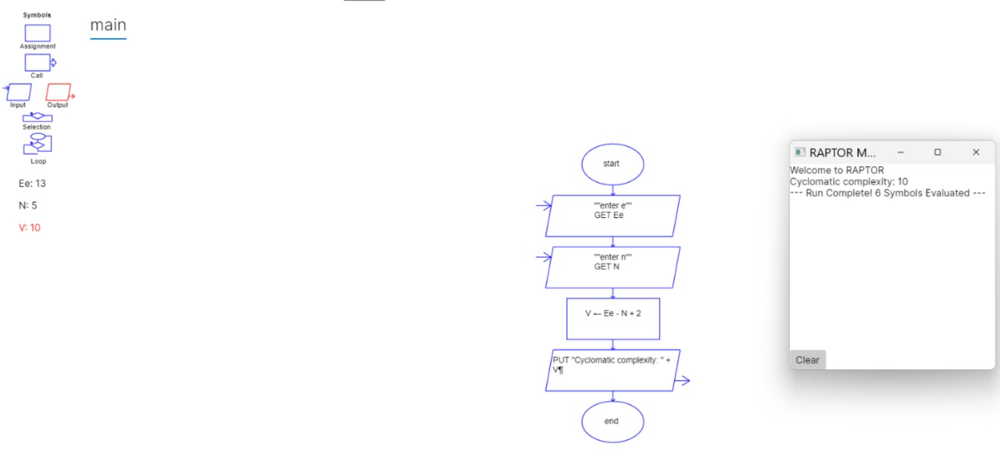 Symbols
Assignment
Call
Input Output
Selection
Loop
Ee: 13
N: 5
V: 10
main
start
""enter e""
GET Ee
""enter n""
GET N
V ← Ee - N + 2
PUT "Cyclomatic complexity: " +
V¶
end
RAPTOR M...
Welcome to RAPTOR
Cyclomatic complexity: 10
--- Run Complete! 6 Symbols Evaluated ---
Clear